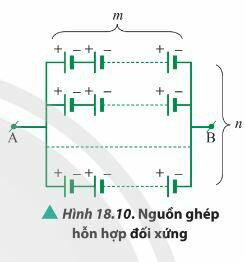 m
+ − + − + −
+ − + − + −
A B n
+ − + − + −
▲ Hình 18.10. Nguồn ghép
hỗn hợp đối xứng